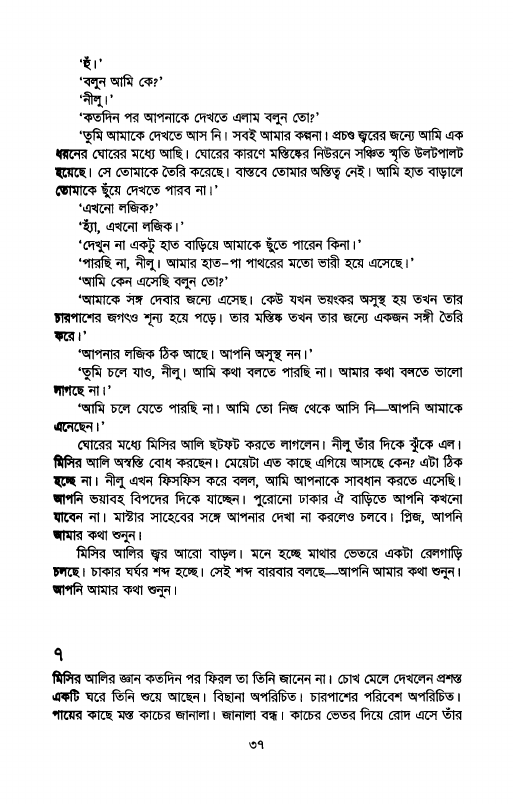 ‘হুঁ।’
‘বলুন আমি কে?’
‘নীলু।’
‘কতদিন পর আপনাকে দেখতে এলাম বলুন তো?’
‘তুমি আমাকে দেখতে আস নি। সবই আমার কল্পনা। প্রচণ্ড জ্বরের জন্যে আমি এক
ধরনের ঘোরের মধ্যে আছি। ঘোরের কারণে মস্তিষ্কের নিউরনে সঞ্চিত স্মৃতি উলটপালট
হয়েছে। সে তোমাকে তৈরি করেছে। বাস্তবে তোমার অস্তিত্ব নেই। আমি হাত বাড়ালে
তোমাকে ছুঁয়ে দেখতে পারব না।’
‘এখনো লজিক?’
‘হ্যাঁ, এখনো লজিক।’
‘দেখুন না একটু হাত বাড়িয়ে আমাকে ছুঁতে পারেন কিনা।’
‘পারছি না, নীলু। আমার হাত-পা পাথরের মতো ভারী হয়ে এসেছে।’
‘আমি কেন এসেছি বলুন তো?’
‘আমাকে সঙ্গ দেবার জন্যে এসেছ। কেউ যখন ভয়ংকর অসুস্থ হয় তখন তার
চারপাশের জগৎও শূন্য হয়ে পড়ে। তার মস্তিষ্ক তখন তার জন্যে একজন সঙ্গী তৈরি
করে।’
‘আপনার লজিক ঠিক আছে। আপনি অসুস্থ নন।’
‘তুমি চলে যাও, নীলু। আমি কথা বলতে পারছি না। আমার কথা বলতে ভালো
লাগছে না।’
‘আমি চলে যেতে পারছি না। আমি তো নিজ থেকে আসি নি—আপনি আমাকে
এনেছেন।’
ঘোরের মধ্যে মিসির আলি ছটফট করতে লাগলেন। নীলু তাঁর দিকে ঝুঁকে এল।
মিসির আলি অস্বস্তি বোধ করছেন। মেয়েটা এত কাছে এগিয়ে আসছে কেন? এটা ঠিক
হচ্ছে না। নীলু এখন ফিসফিস করে বলল, আমি আপনাকে সাবধান করতে এসেছি।
আপনি ভয়াবহ বিপদের দিকে যাচ্ছেন। পুরোনো ঢাকার ঐ বাড়িতে আপনি কখনো
যাবেন না। মাস্টার সাহেবের সঙ্গে আপনার দেখা না করলেও চলবে। প্লিজ, আপনি
আমার কথা শুনুন।
মিসির আলির জ্বর আরো বাড়ল। মনে হচ্ছে মাথার ভেতরে একটা রেলগাড়ি
চলছে। চাকার ঘর্ঘর শব্দ হচ্ছে। সেই শব্দ বারবার বলছে—আপনি আমার কথা শুনুন।
আপনি আমার কথা শুনুন।
৭
মিসির আলির জ্ঞান কতদিন পর ফিরল তা তিনি জানেন না। চোখ মেলে দেখলেন প্রশস্ত
একটি ঘরে তিনি শুয়ে আছেন। বিছানা অপরিচিত। চারপাশের পরিবেশ অপরিচিত।
পায়ের কাছে মস্ত কাচের জানালা। জানালা বন্ধ। কাচের ভেতর দিয়ে রোদ এসে তাঁর
৩৭